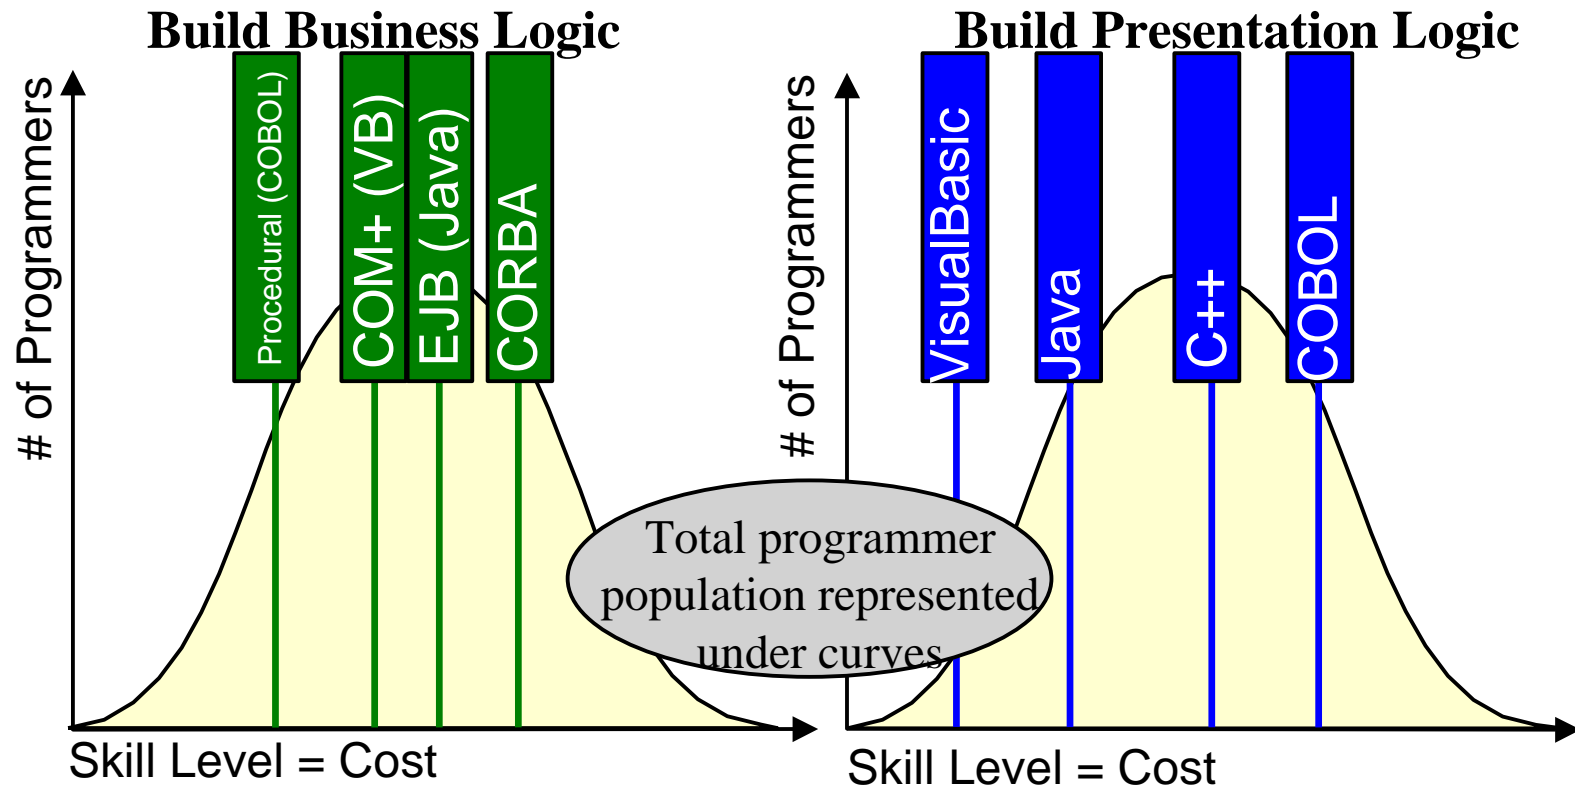 Build Business Logic
# of Programmers
Procedural (COBOL)
COM+ (VB)
EJB (Java)
CORBA
Skill Level = Cost
Build Presentation Logic
# of Programmers
VisualBasic
Java
C++
COBOL
Skill Level = Cost
Total programmer
population represented
under curves